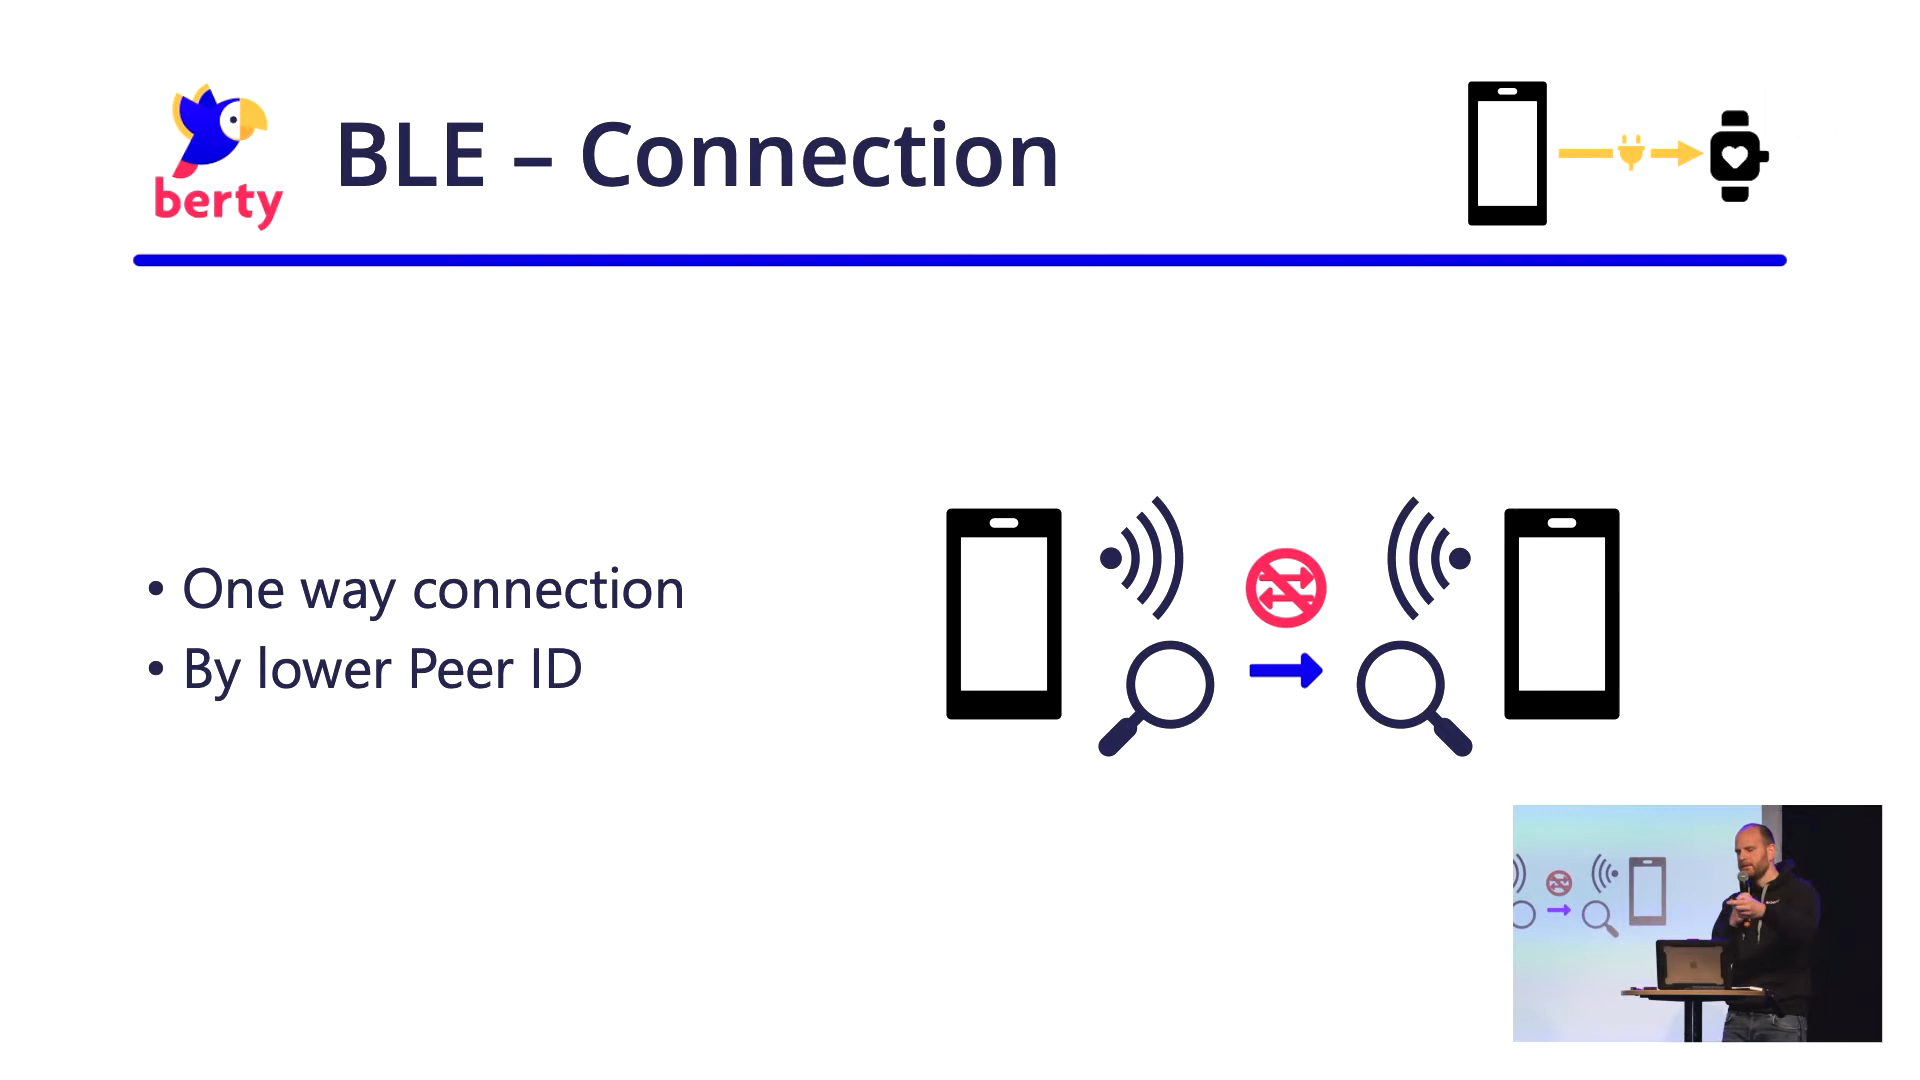 berty
BLE – Connection
• One way connection
• By lower Peer ID